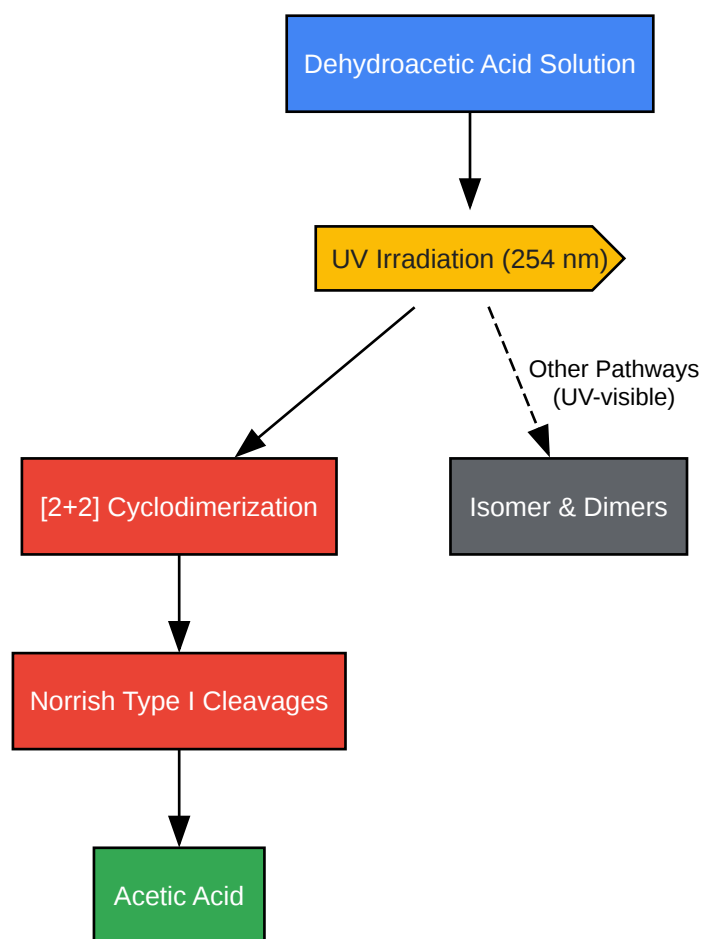 Dehydroacetic Acid Solution
UV Irradiation (254 nm)
Other Pathways
(UV-visible)
[2+2] Cyclodimerization
Isomer & Dimers
Norrish Type I Cleavages
Acetic Acid